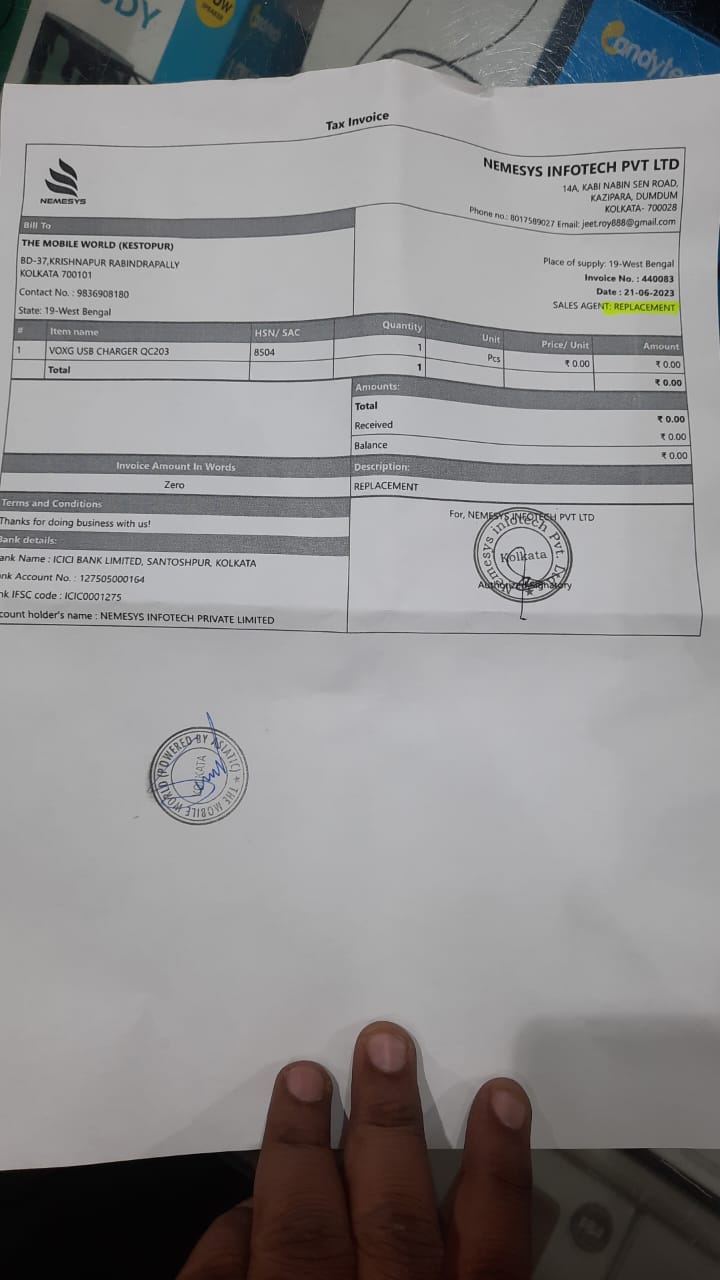 DY
OW
SPEAKER
Candyte
Tax Invoice
NEMESYS
NEMESYS INFOTECH PVT LTD
14A, KABI NABIN SEN ROAD,
KAZIPARA, DUMDUM
KOLKATA- 700028
Phone no.: 8017589027 Email: jeet.roy888@gmail.com
Bill To
THE MOBILE WORLD (KESTOPUR)
BD-37,KRISHNAPUR RABINDRAPALLY
KOLKATA 700101
Contact No. : 9836908180
State: 19-West Bengal
Place of supply: 19-West Bengal
Invoice No. : 440083
Date : 21-06-2023
SALES AGENT: REPLACEMENT
# Item name HSN/ SAC Quantity Unit Price/ Unit Amount
1 VOXG USB CHARGER QC203 8504 1 Pcs ₹ 0.00 ₹ 0.00
Total 1 ₹ 0.00
Amounts:
Total ₹ 0.00
Received ₹ 0.00
Balance ₹ 0.00
Invoice Amount In Words
Zero
Description:
REPLACEMENT
Terms and Conditions
Thanks for doing business with us!
Bank details:
ank Name : ICICI BANK LIMITED, SANTOSHPUR, KOLKATA
nk Account No. : 127505000164
nk IFSC code : ICIC0001275
count holder's name : NEMESYS INFOTECH PRIVATE LIMITED
For, NEMESYS INFOTECH PVT LTD
Nemesys Infotech Pvt. Ltd.
Kolkata
Authorized Signatory
THE MOBILE WORLD (POWERED BY ASIATIC)
KOLKATA